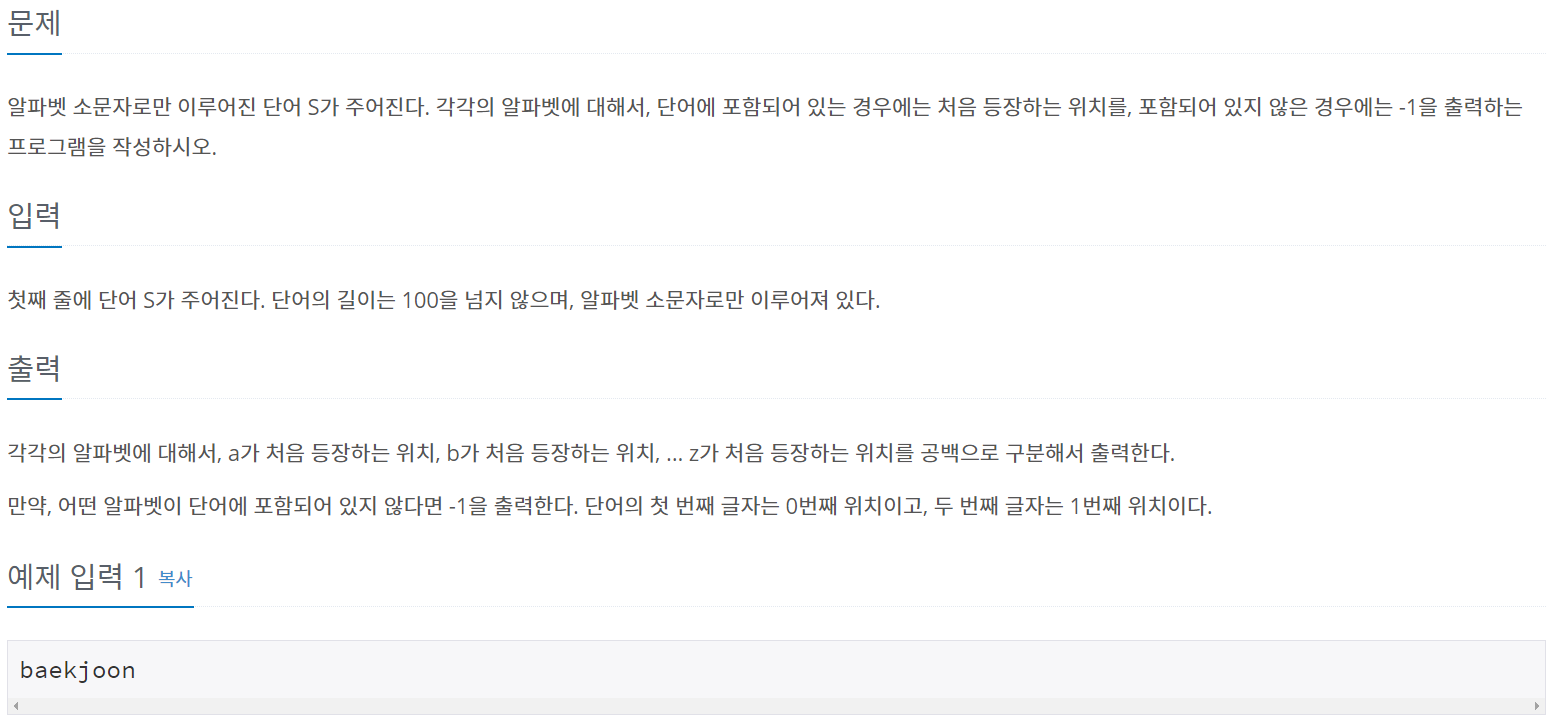 문제
알파벳 소문자로만 이루어진 단어 S가 주어진다. 각각의 알파벳에 대해서, 단어에 포함되어 있는 경우에는 처음 등장하는 위치를, 포함되어 있지 않은 경우에는 -1을 출력하는
프로그램을 작성하시오.
입력
첫째 줄에 단어 S가 주어진다. 단어의 길이는 100을 넘지 않으며, 알파벳 소문자로만 이루어져 있다.
출력
각각의 알파벳에 대해서, a가 처음 등장하는 위치, b가 처음 등장하는 위치, ... z가 처음 등장하는 위치를 공백으로 구분해서 출력한다.
만약, 어떤 알파벳이 단어에 포함되어 있지 않다면 -1을 출력한다. 단어의 첫 번째 글자는 0번째 위치이고, 두 번째 글자는 1번째 위치이다.
예제 입력 1 복사
baekjoon